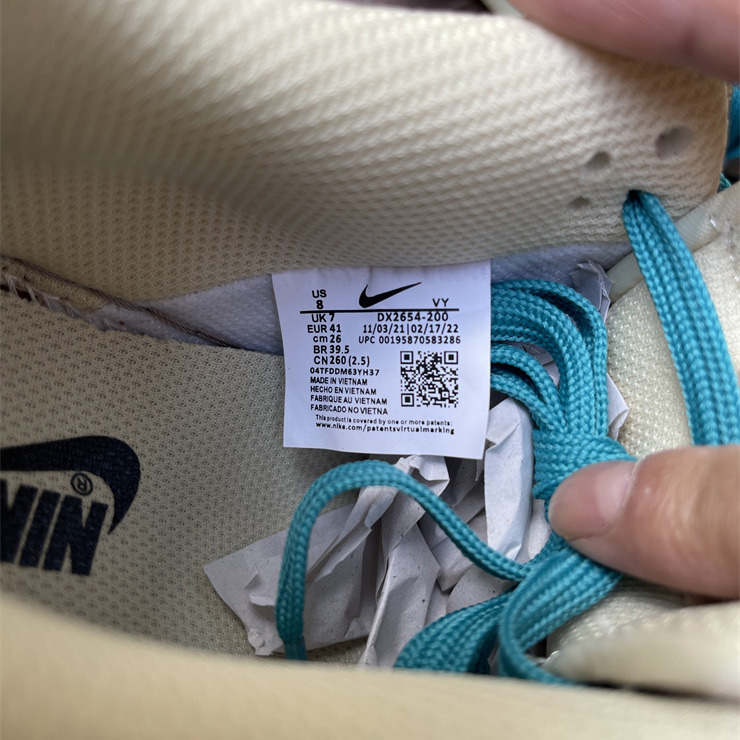 US
8
VY
UK 7
DX2654-200
EUR 41
11/03/21|02/17/22
cm 26
UPC 00195870583286
BR 39.5
CN 260 (2.5)
04TFDDM63YH37
MADE IN VIETNAM
HECHO EN VIETNAM
FABRIQUE AU VIETNAM
FABRICADO NO VIETNA
This product is covered by one or more patents:
www.nike.com/patentsvirtualmarking
NIKE
®